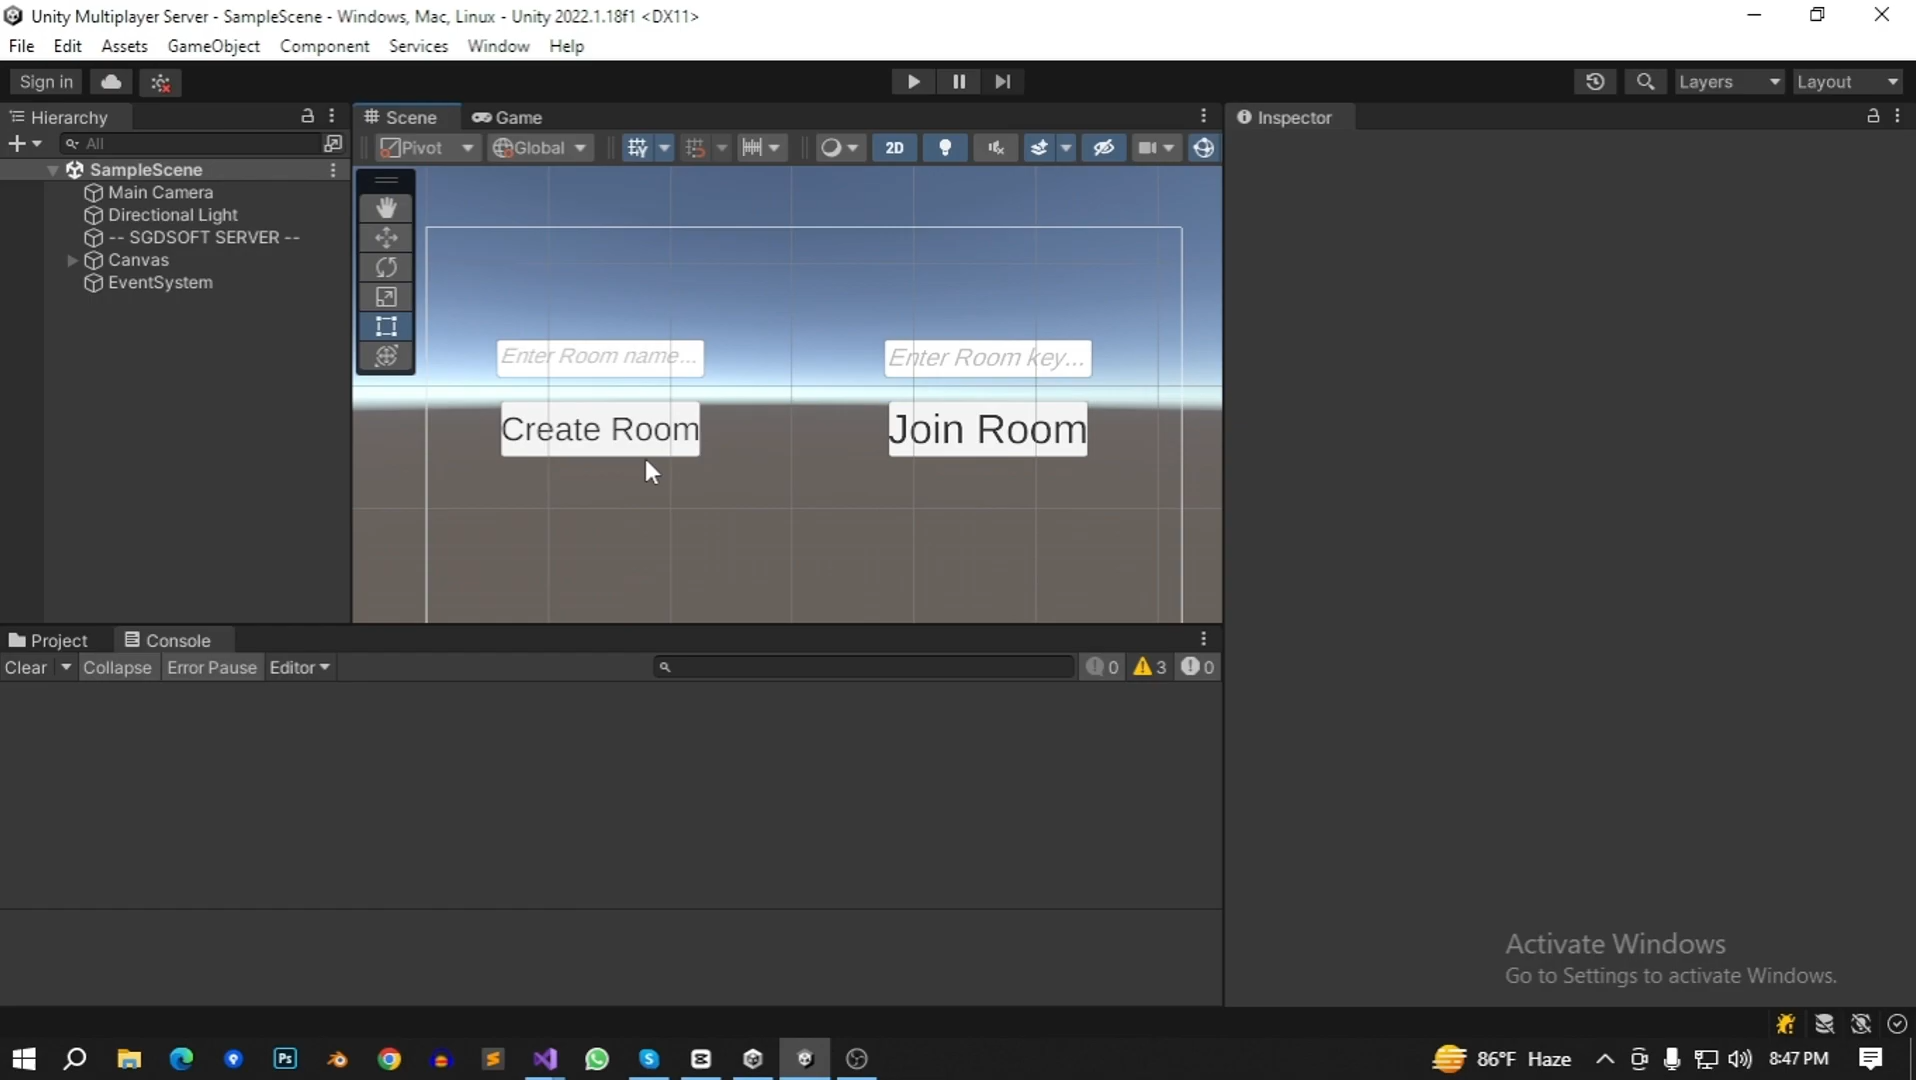 Unity Multiplayer Server - SampleScene - Windows, Mac, Linux - Unity 2022.1.18f1 <DX11>
File Edit Assets GameObject Component Services Window Help
Sign in Layers Layout
Hierarchy Scene Game Inspector
All Pivot Global 2D
SampleScene
Main Camera
Directional Light
-- SGDSOFT SERVER --
Canvas
EventSystem
Enter Room name... Enter Room key...
Create Room Join Room
Project Console
Clear Collapse Error Pause Editor 0 3 0
Activate Windows
Go to Settings to activate Windows.
Ps 86°F Haze 8:47 PM